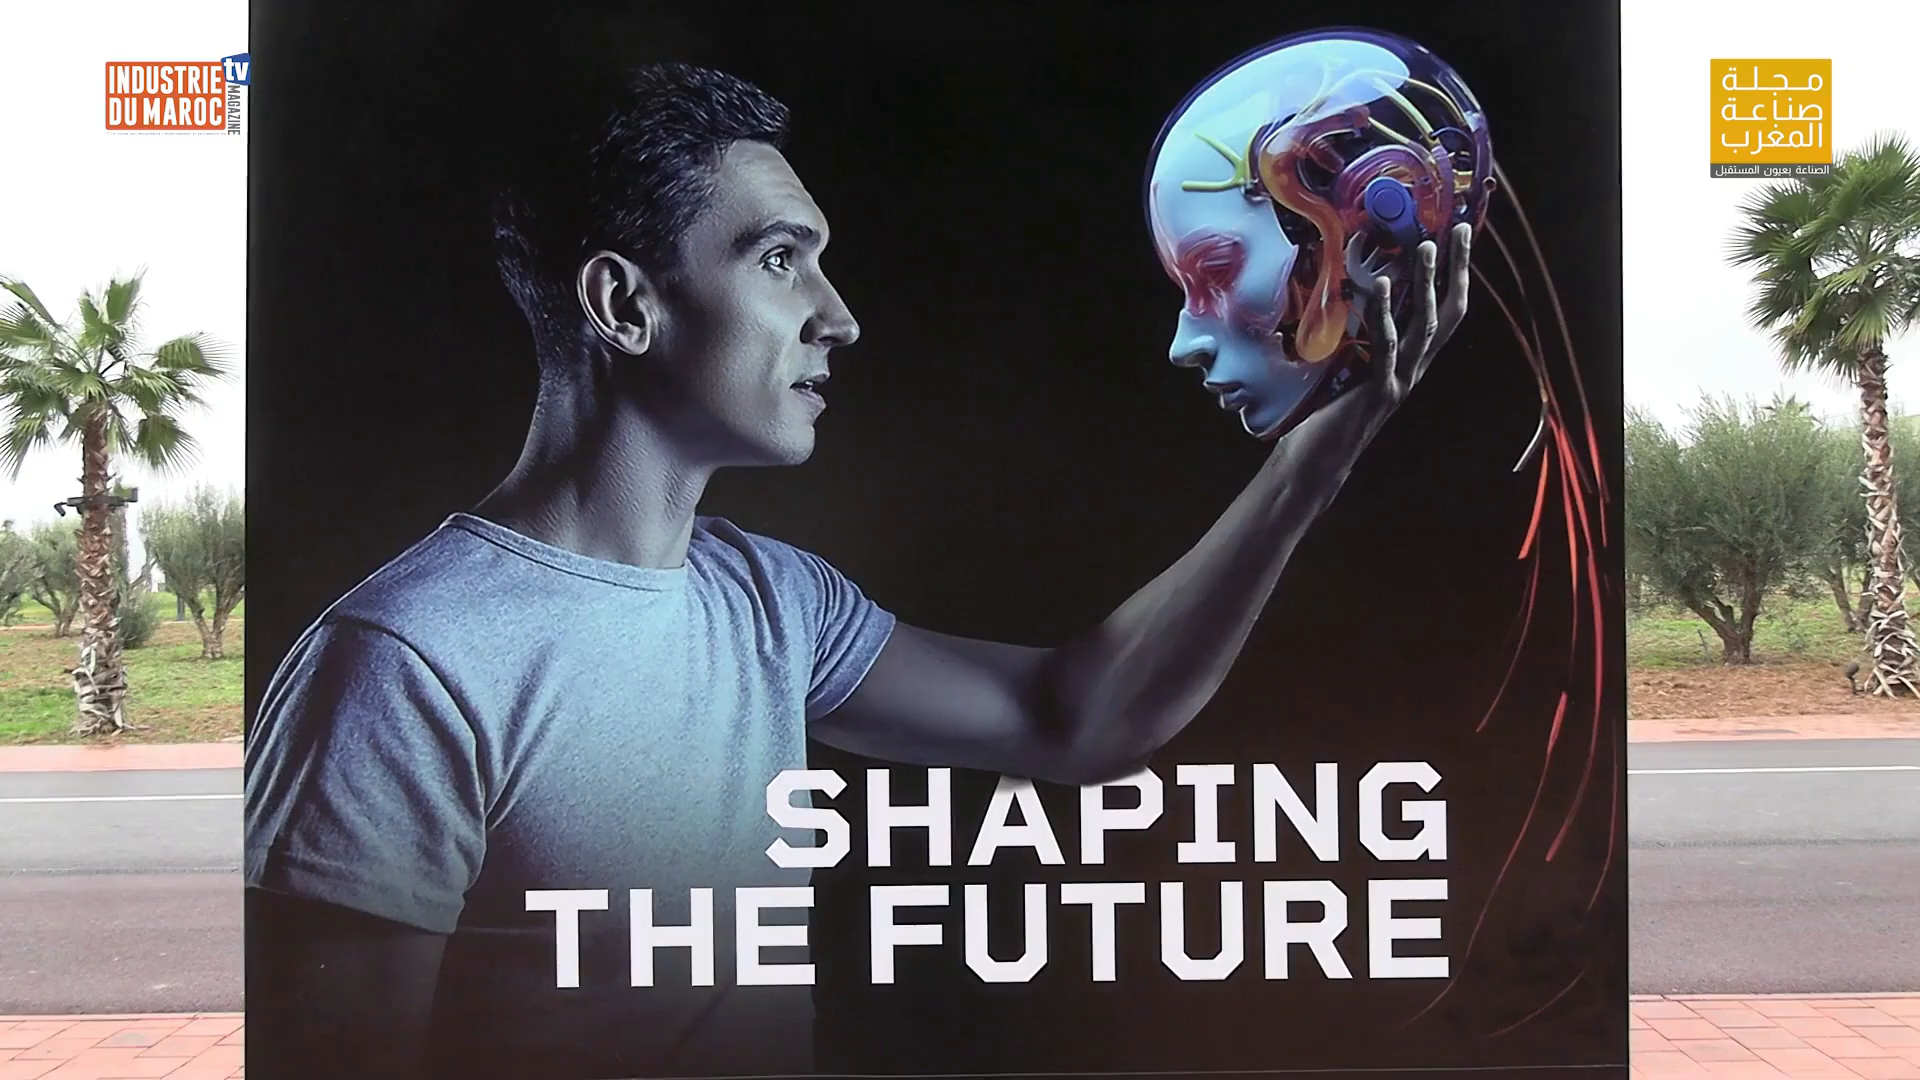 INDUSTRIE
DU MAROC
tv
MAGAZINE
مجلة
صناعة
المغرب
الصناعة بعيون المستقبل
SHAPING
THE FUTURE